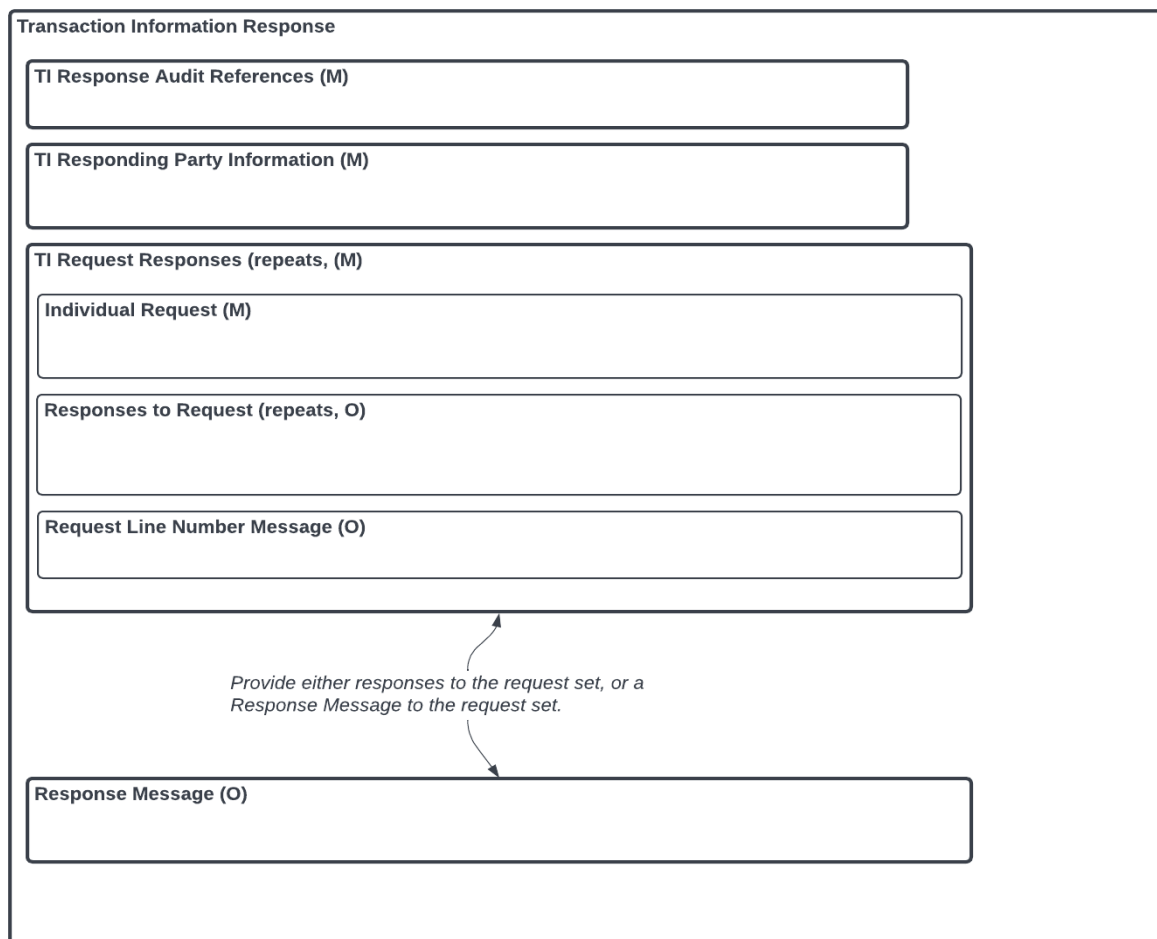 Transaction Information Response
TI Response Audit References (M)
TI Responding Party Information (M)
TI Request Responses (repeats, (M)
Individual Request (M)
Responses to Request (repeats, O)
Request Line Number Message (O)
Provide either responses to the request set, or a
Response Message to the request set.
Response Message (O)